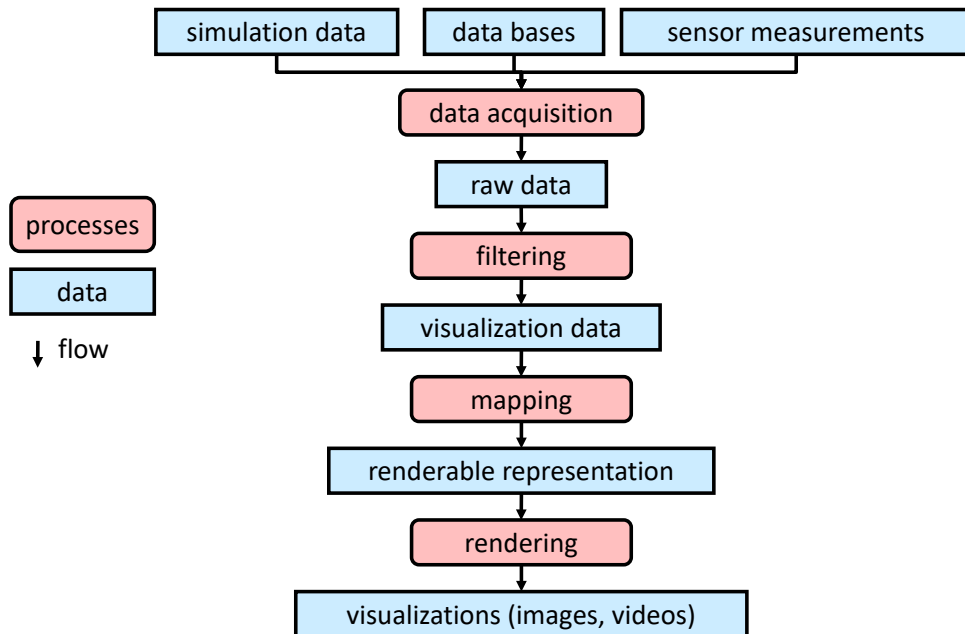 simulation data
data bases
sensor measurements
data acquisition
raw data
processes
filtering
data
visualization data
flow
mapping
renderable representation
rendering
visualizations (images, videos)